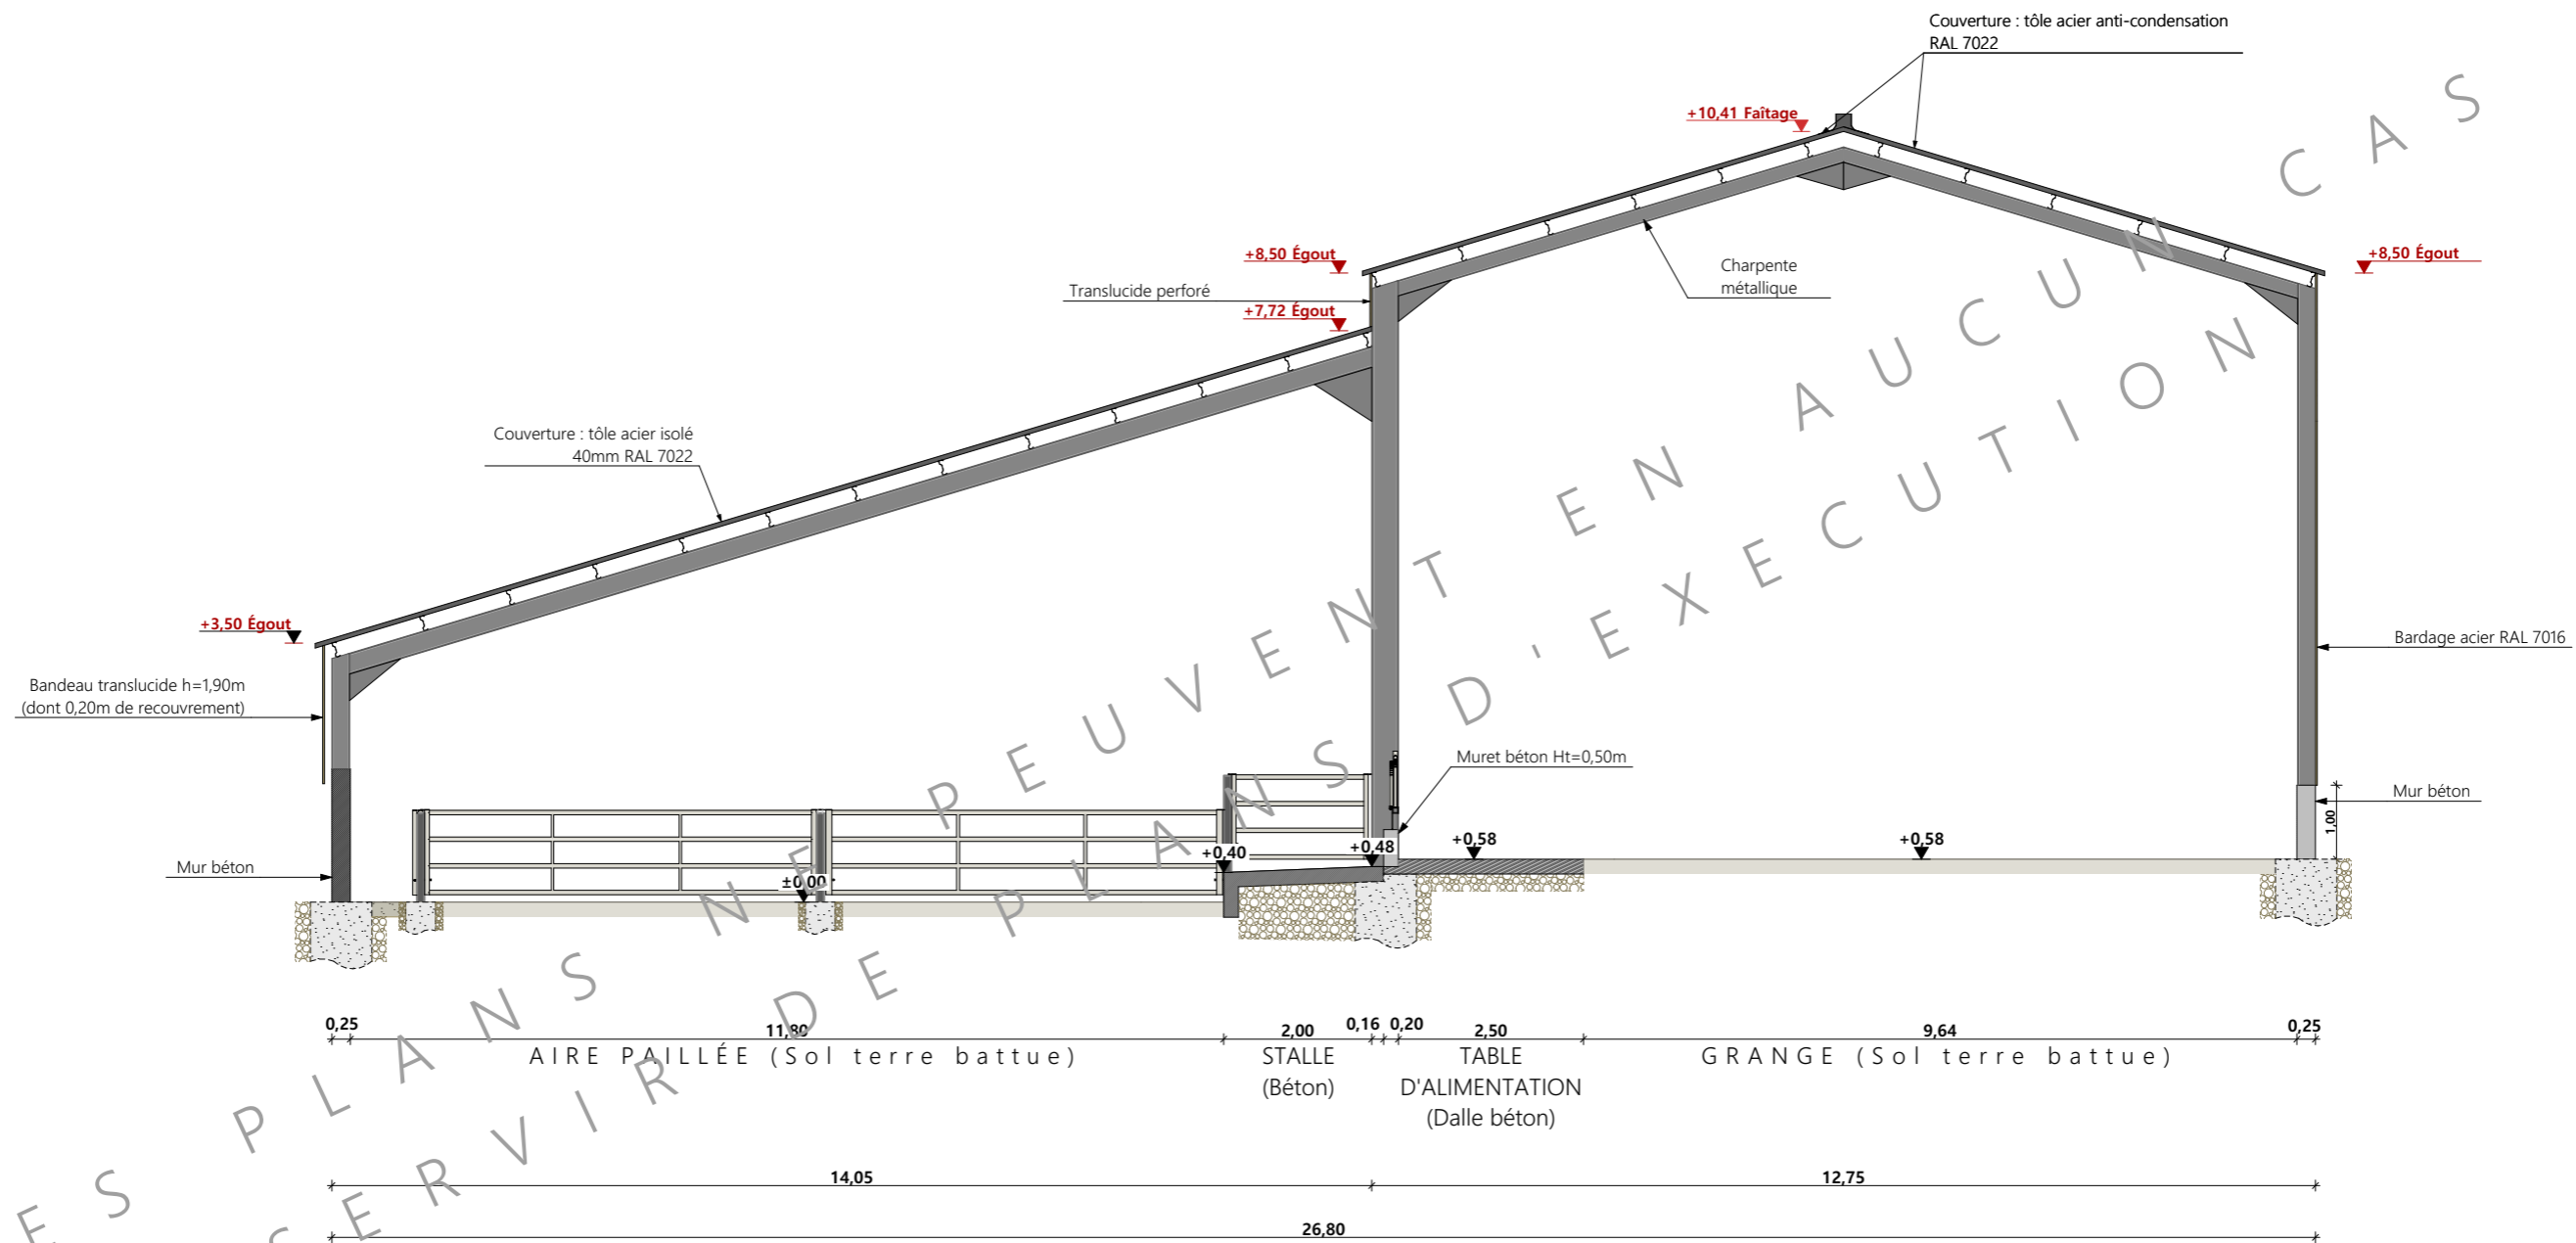 Couverture : tôle acier anti-condensation
RAL 7022
+10,41 Faîtage
+8,50 Égout
+8,50 Égout
Translucide perforé
Charpente
métallique
+7,72 Égout
Couverture : tôle acier isolé
40mm RAL 7022
+3,50 Égout
Bardage acier RAL 7016
Bandeau translucide h=1,90m
(dont 0,20m de recouvrement)
Muret béton Ht=0,50m
Mur béton
1,00
Mur béton
+0,58
+0,58
+0,48
+0,40
±0,00
0,25
11,80
2,00
0,16
0,20
2,50
9,64
0,25
AIRE PAILLÉE (Sol terre battue)
STALLE
(Béton)
TABLE
D'ALIMENTATION
(Dalle béton)
GRANGE (Sol terre battue)
14,05
12,75
26,80
ES PLANS NE PEUVENT EN AUCUN CAS
SERVIR DE PLANS D'EXECUTION